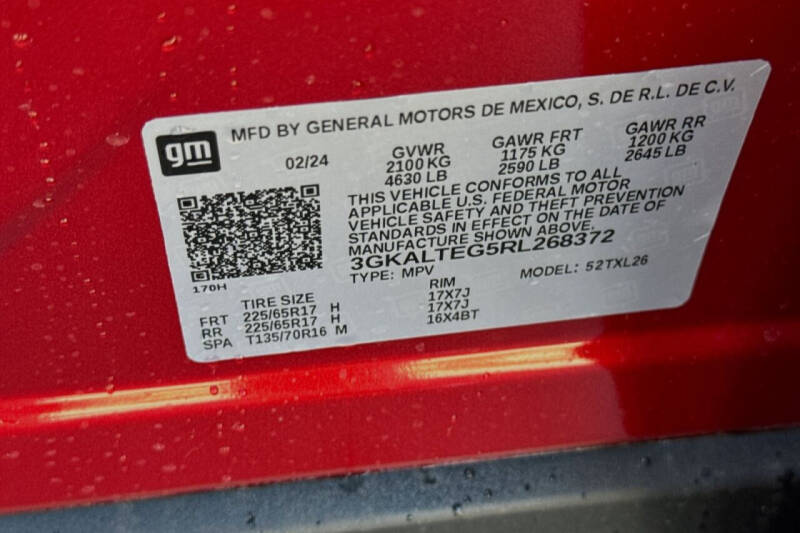 gm
MFD BY GENERAL MOTORS DE MEXICO, S. DE R.L. DE C.V.
02/24
GVWR GAWR FRT GAWR RR
2100 KG 1175 KG 1200 KG
4630 LB 2590 LB 2645 LB
THIS VEHICLE CONFORMS TO ALL
APPLICABLE U.S. FEDERAL MOTOR
VEHICLE SAFETY AND THEFT PREVENTION
STANDARDS IN EFFECT ON THE DATE OF
MANUFACTURE SHOWN ABOVE.
3GKALTEG5RL268372
170H
TYPE: MPV MODEL: 52TXL26
TIRE SIZE RIM
FRT 225/65R17 H 17X7J
RR 225/65R17 H 17X7J
SPA T135/70R16 M 16X4BT